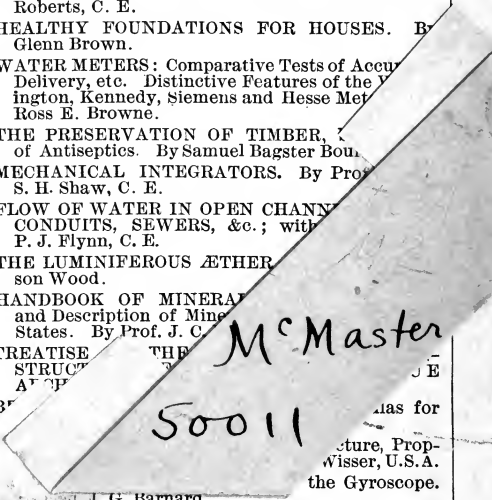 Roberts, C. E.
HEALTHY FOUNDATIONS FOR HOUSES. By
Glenn Brown.
WATER METERS: Comparative Tests of Accu
Delivery, etc. Distinctive Features of the W
ington, Kennedy, Siemens and Hesse Met
Ross E. Browne.
THE PRESERVATION OF TIMBER,
of Antiseptics. By Samuel Bagster Boul
MECHANICAL INTEGRATORS. By Prof
S. H. Shaw, C. E.
FLOW OF WATER IN OPEN CHANN
CONDUITS, SEWERS, &c.; with
P. J. Flynn, C. E.
THE LUMINIFEROUS ÆTHER
son Wood.
HANDBOOK OF MINERA
and Description of Mine
States. By Prof. J. C.
TREATISE THE
STRUCT
McMaster
50011
las for
cture, Prop-
Wisser, U.S.A.
the Gyroscope.
J. G. Barnard